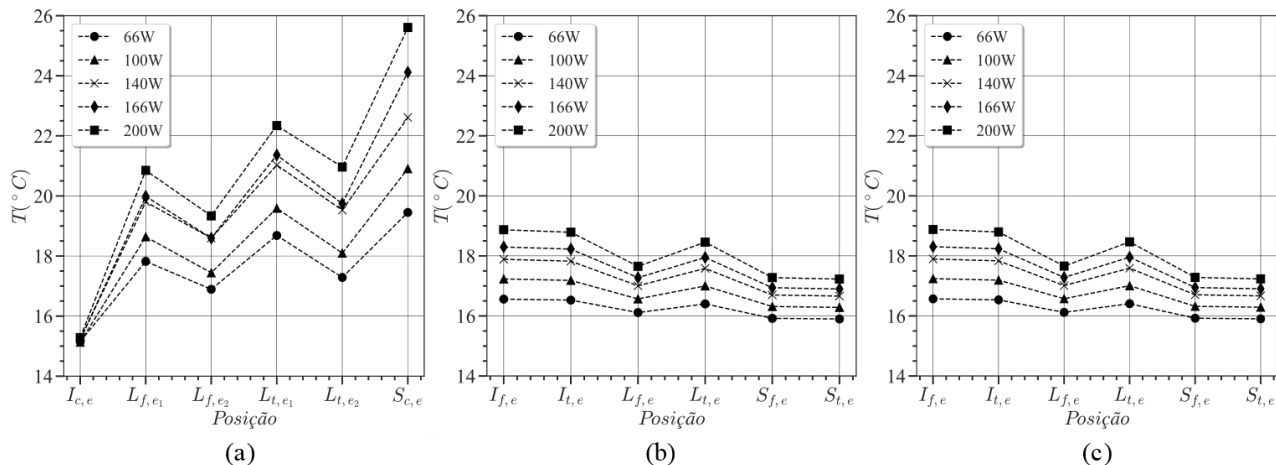 26
24
22
20
18
16
14
T(°C)
66W
100W
140W
166W
200W
I_{c,e} L_{f,e_1} L_{f,e_2} L_{t,e_1} L_{t,e_2} S_{c,e}
Posição
(a)
26
24
22
20
18
16
14
T(°C)
66W
100W
140W
166W
200W
I_{f,e} I_{t,e} L_{f,e} L_{t,e} S_{f,e} S_{t,e}
Posição
(b)
26
24
22
20
18
16
14
T(°C)
66W
100W
140W
166W
200W
I_{f,e} I_{t,e} L_{f,e} L_{t,e} S_{f,e} S_{t,e}
Posição
(c)